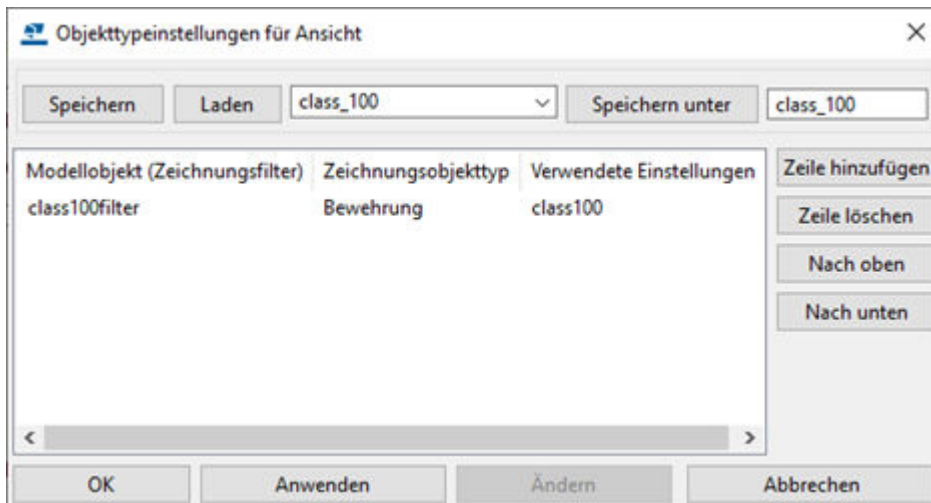 Objekttypeinstellungen für Ansicht
Speichern Laden class_100 Speichern unter class_100
Modellobjekt (Zeichnungsfilter) Zeichnungsobjekttyp Verwendete Einstellungen Zeile hinzufügen
class100filter Bewehrung class100 Zeile löschen
Nach oben
Nach unten
OK Anwenden Ändern Abbrechen